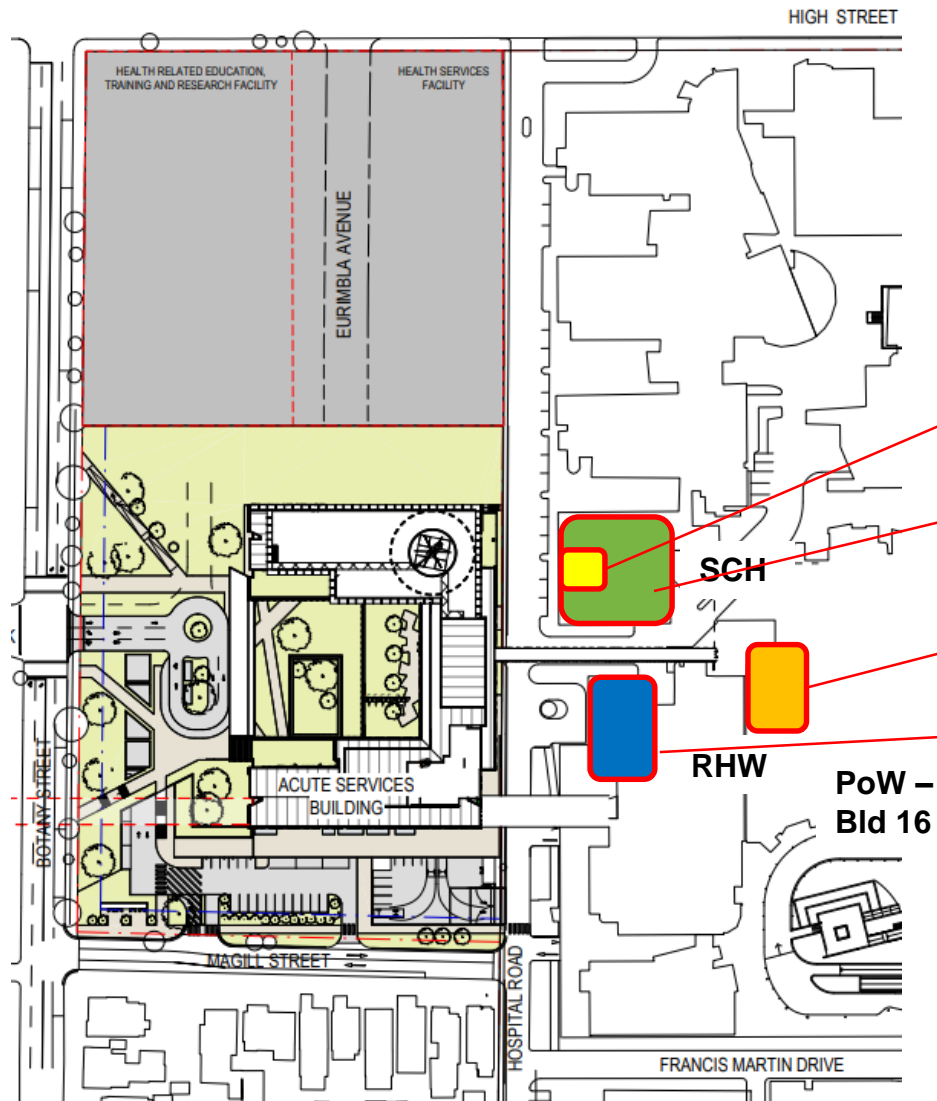 HIGH STREET
HEALTH RELATED EDUCATION,
TRAINING AND RESEARCH FACILITY
HEALTH SERVICES
FACILITY
EURIMBLA AVENUE
SCH
RHW
PoW –
Bld 16
ACUTE SERVICES
BUILDING
BOTANY STREET
MAGILL STREET
HOSPITAL ROAD
FRANCIS MARTIN DRIVE